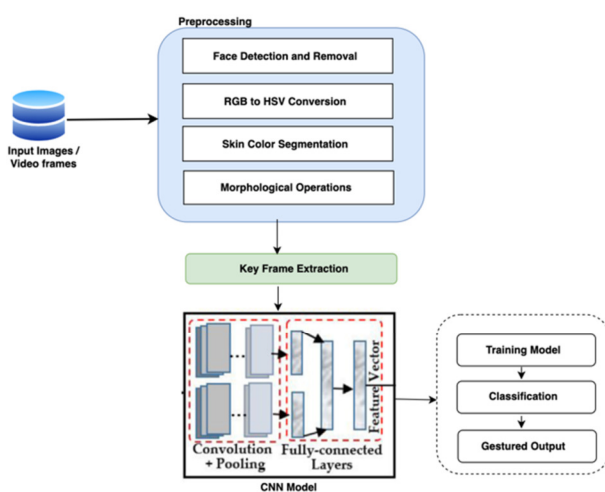 Preprocessing
Face Detection and Removal
RGB to HSV Conversion
Skin Color Segmentation
Morphological Operations
Input Images /
Video frames
Key Frame Extraction
Convolution
+ Pooling
Fully-connected
Layers
Feature Vector
CNN Model
Training Model
Classification
Gestured Output